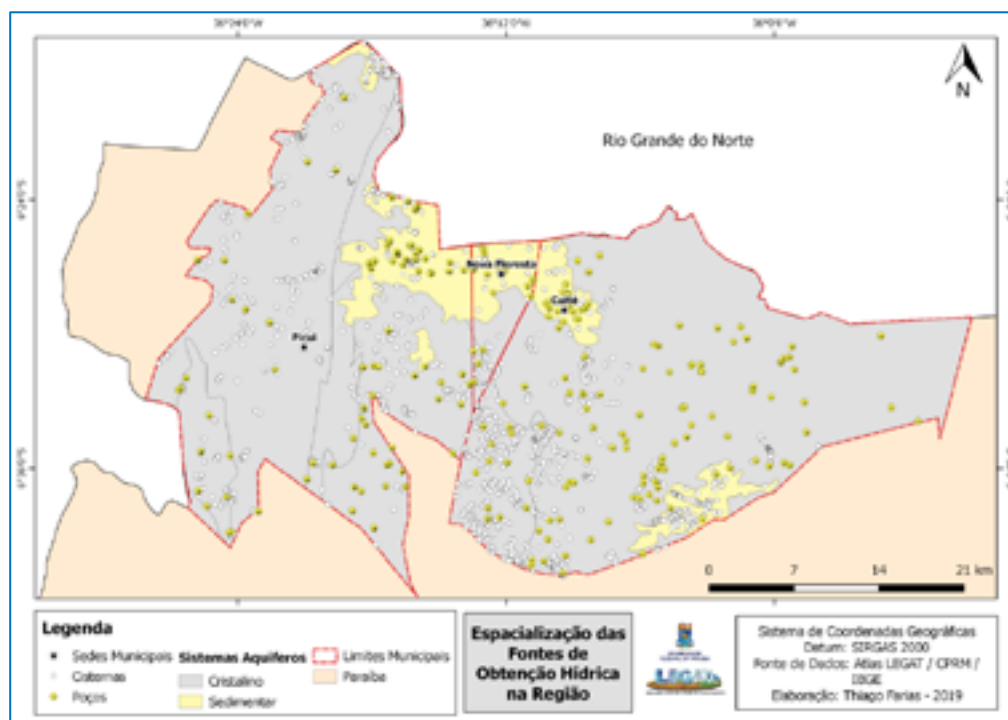 Rio Grande do Norte
N
Nova Floresta
Cuité
Picuí
0 7 14 21 km
Legenda
Sedes Municipais
Cisternas
Poços
Sistemas Aquíferos
Cristalino
Sedimentar
Limites Municipais
Paraíba
Espacialização das
Fontes de
Obtenção Hídrica
na Região
LEGAT
Sistema de Coordenadas Geográficas
Datum: SIRGAS 2000
Fonte de Dados: Atlas LEGAT / CPRM /
IBGE
Elaboração: Thiago Farias - 2019